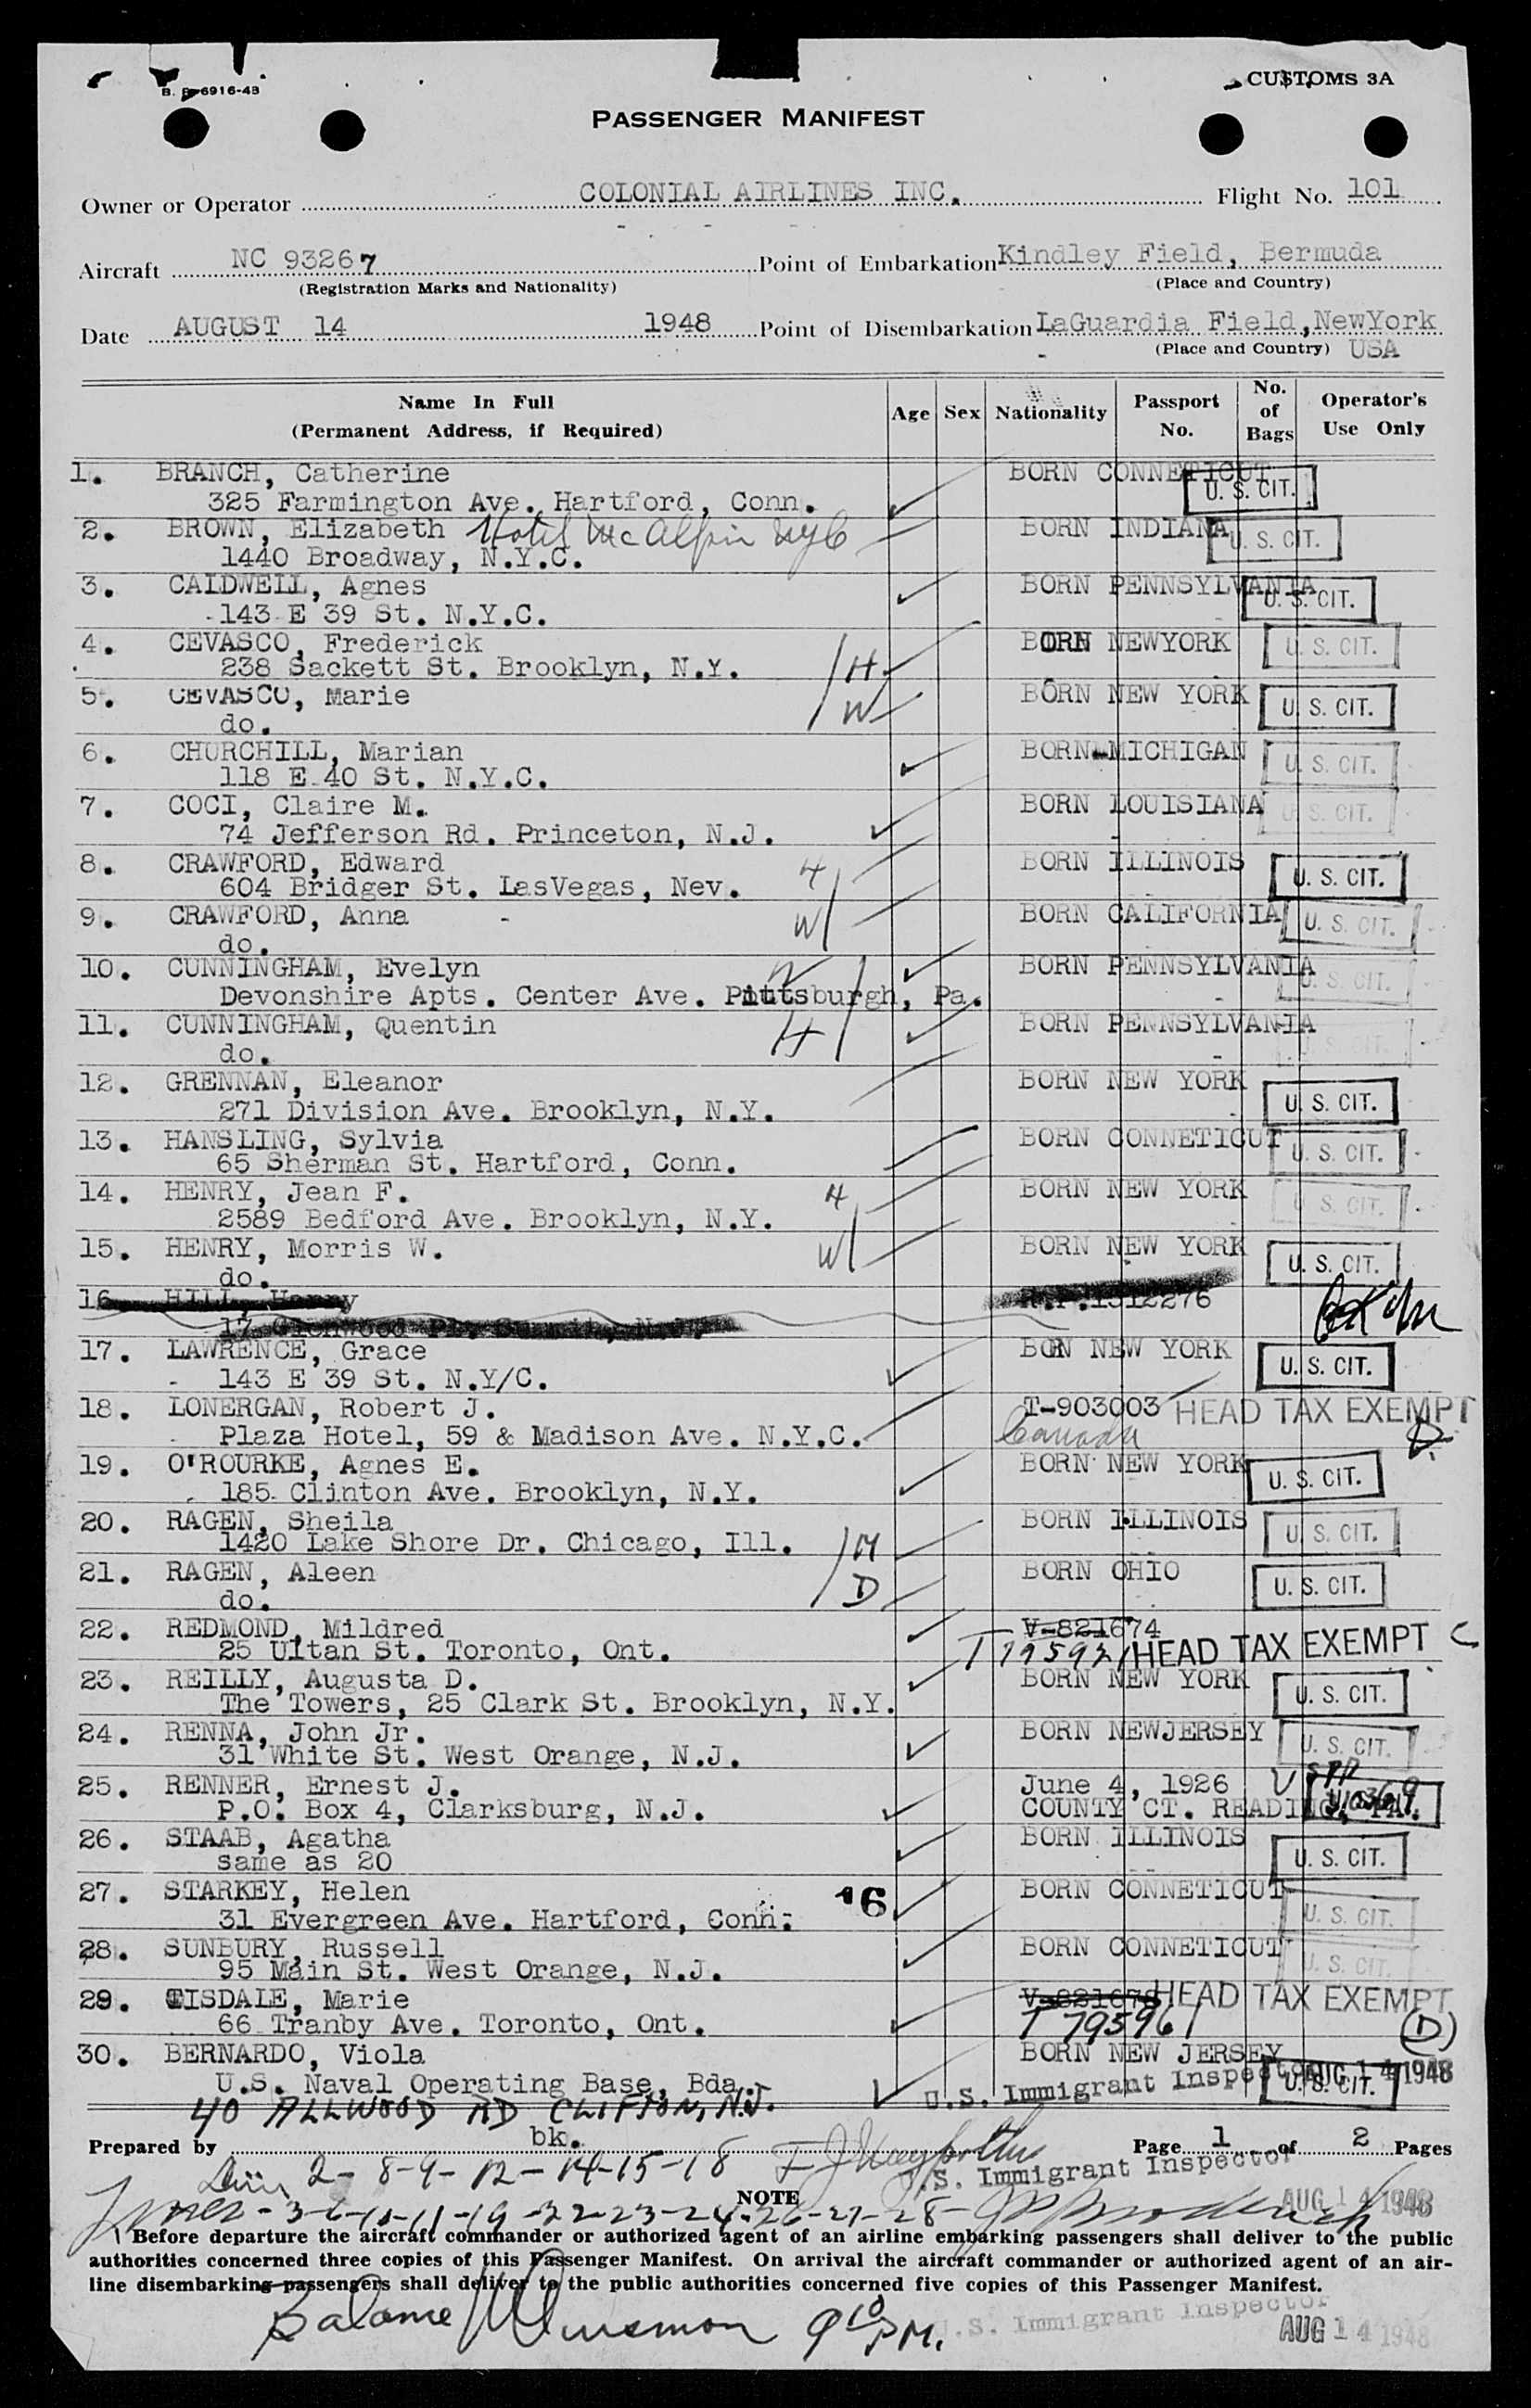 B. P. 6916-48
CUSTOMS 3A
PASSENGER MANIFEST
Owner or Operator COLONIAL AIRLINES INC. Flight No. 101
Aircraft NC 93267 Point of Embarkation Kindley Field, Bermuda
(Registration Marks and Nationality) (Place and Country)
Date AUGUST 14 1948 Point of Disembarkation LaGuardia Field, NewYork
(Place and Country) USA
Name In Full (Permanent Address, if Required) Age Sex Nationality Passport No. No. of Bags Operator's Use Only
1. BRANCH, Catherine BORN CONNETICUT
325 Farmington Ave. Hartford, Conn. U. S. CIT.
2. BROWN, Elizabeth Hotel McAlpin NYC BORN INDIANA U. S. CIT.
1440 Broadway, N.Y.C.
3. CALDWELL, Agnes BORN PENNSYLVANIA
143 E 39 St. N.Y.C. U. S. CIT.
4. CEVASCO, Frederick BORN NEWYORK U. S. CIT.
238 Sackett St. Brooklyn, N.Y. H
5. CEVASCO, Marie W BORN NEW YORK U. S. CIT.
do.
6. CHURCHILL, Marian BORN MICHIGAN U. S. CIT.
118 E 40 St. N.Y.C.
7. COCI, Claire M. BORN LOUISIANA U. S. CIT.
74 Jefferson Rd. Princeton, N.J.
8. CRAWFORD, Edward H BORN ILLINOIS U. S. CIT.
604 Bridger St. LasVegas, Nev.
9. CRAWFORD, Anna W BORN CALIFORNIA U. S. CIT.
do.
10. CUNNINGHAM, Evelyn W BORN PENNSYLVANIA U. S. CIT.
Devonshire Apts. Center Ave. Pittsburgh, Pa.
11. CUNNINGHAM, Quentin H BORN PENNSYLVANIA U. S. CIT.
do.
12. GRENNAN, Eleanor BORN NEW YORK U. S. CIT.
271 Division Ave. Brooklyn, N.Y.
13. HANSLING, Sylvia BORN CONNETICUT U. S. CIT.
65 Sherman St. Hartford, Conn.
14. HENRY, Jean F. H BORN NEW YORK U. S. CIT.
2589 Bedford Ave. Brooklyn, N.Y.
15. HENRY, Morris W. W BORN NEW YORK U. S. CIT.
do.
16 HILL, Henry 1312276
17 Glenwood Pl. Summit, N.J.
17. LAWRENCE, Grace BORN NEW YORK U. S. CIT.
143 E 39 St. N.Y/C.
18. LONERGAN, Robert J. T-903003 HEAD TAX EXEMPT
Plaza Hotel, 59 & Madison Ave. N.Y.C. Canada D.
19. O'ROURKE, Agnes E. BORN NEW YORK U. S. CIT.
185 Clinton Ave. Brooklyn, N.Y.
20. RAGEN, Sheila BORN ILLINOIS U. S. CIT.
1420 Lake Shore Dr. Chicago, Ill. M
21. RAGEN, Aleen D BORN OHIO U. S. CIT.
do.
22. REDMOND, Mildred V-821674
25 Ultan St. Toronto, Ont. T HEAD TAX EXEMPT C
23. REILLY, Augusta D. BORN NEW YORK U. S. CIT.
The Towers, 25 Clark St. Brooklyn, N.Y.
24. RENNA, John Jr. BORN NEWJERSEY U. S. CIT.
31 White St. West Orange, N.J.
25. RENNER, Ernest J. June 4, 1926 USPP
P.O. Box 4, Clarksburg, N.J. COUNTY CT. READING, PA.
26. STAAB, Agatha BORN ILLINOIS U. S. CIT.
same as 20
27. STARKEY, Helen 16 BORN CONNETICUT U. S. CIT.
31 Evergreen Ave. Hartford, Conn.
28. SUNBURY, Russell BORN CONNETICUT U. S. CIT.
95 Main St. West Orange, N.J.
29. TISDALE, Marie V-821678 HEAD TAX EXEMPT
66 Tranby Ave. Toronto, Ont. T 795961 (D)
30. BERNARDO, Viola BORN NEW JERSEY
U.S. Naval Operating Base, Bda. U.S. Immigrant Inspector AUG 14 1948 U. S. CIT.
40 ALLWOOD RD CLIFTON, N.J.
Prepared by bk. Page 1 of 2 Pages
2-8-9-12-14-15-18 U.S. Immigrant Inspector
NOTE
3-6-10-11-19-22-23-24-26-27-28- AUG 14 1948
Before departure the aircraft commander or authorized agent of an airline embarking passengers shall deliver to the public
authorities concerned three copies of this Passenger Manifest. On arrival the aircraft commander or authorized agent of an air-
line disembarking passengers shall deliver to the public authorities concerned five copies of this Passenger Manifest.
Balance 9 10 P.M. U.S. Immigrant Inspector
AUG 14 1948